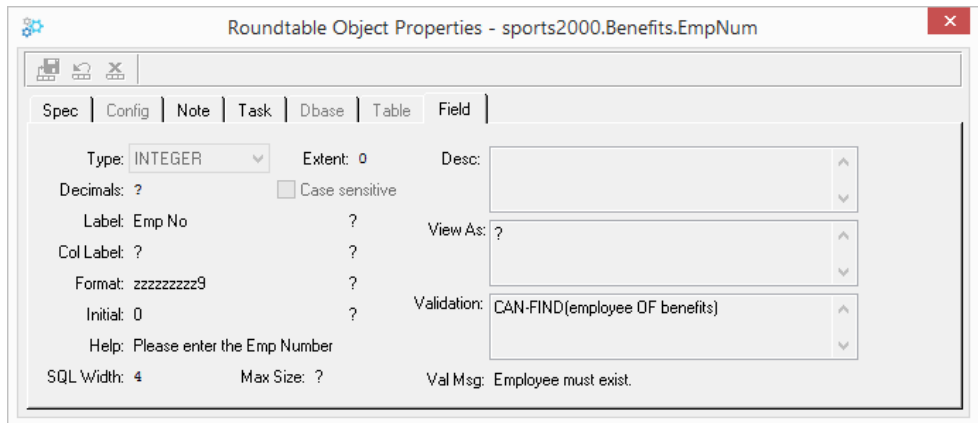 Roundtable Object Properties - sports2000.Benefits.EmpNum
Spec Config Note Task Dbase Table Field
Type: INTEGER Extent: 0 Desc:
Decimals: ? Case sensitive
Label: Emp No ? View As: ?
Col Label: ? ?
Format: zzzzzzzzz9 ?
Initial: 0 ? Validation: CAN-FIND(employee OF benefits)
Help: Please enter the Emp Number
SQL Width: 4 Max Size: ? Val Msg: Employee must exist.